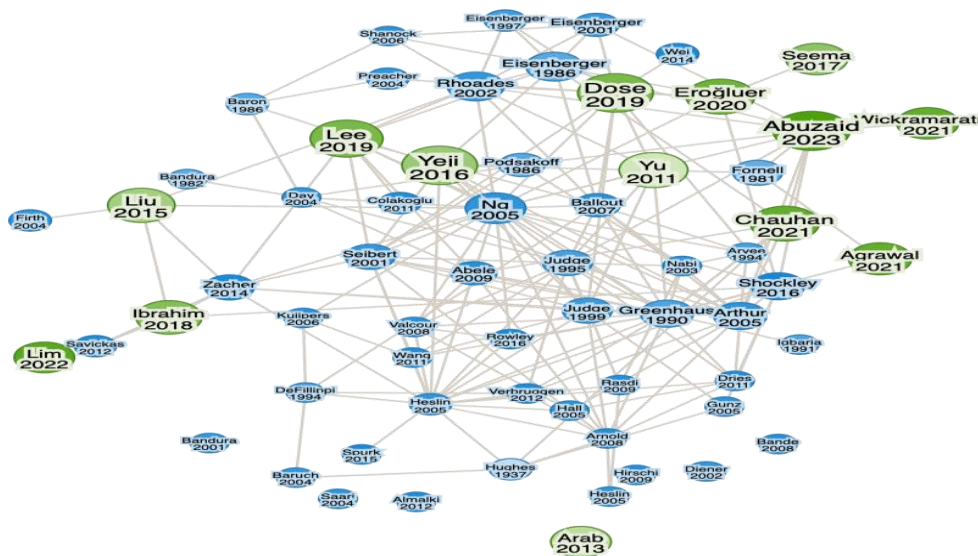 Eisenberger
1997
Eisenberger
2001
Shanock
2006
Wei
2014
Seema
2017
Eisenberger
1986
Preacher
2004
Rhoades
2002
Dose
2019
Eroğluer
2020
Baron
1986
Abuzaid
2023
Wickramarat
2021
Lee
2019
Yeji
2016
Podsakoff
1986
Yu
2011
Fornell
1981
Bandura
1982
Liu
2015
Day
2004
Colakoglu
2011
Ng
2005
Ballout
2007
Firth
2004
Chauhan
2021
Seibert
2001
Abele
2009
Judge
1995
Nabi
2003
Arvee
1994
Agrawal
2021
Zacher
2014
Shockley
2016
Ibrahim
2018
Kuijpers
2006
Valcour
2008
Rowley
2016
Judge
1999
Greenhaus
1990
Arthur
2005
Savickas
2012
Lim
2022
Wang
2011
Igbaria
1991
DeFillippi
1994
Heslin
2005
Verbruggen
2012
Rasdi
2009
Dries
2011
Hall
2005
Gunz
2005
Bandura
2001
Spurk
2015
Arnold
2008
Bande
2008
Baruch
2004
Hughes
1937
Hirschi
2009
Diener
2002
Saari
2004
Almalki
2012
Heslin
2005
Arab
2013